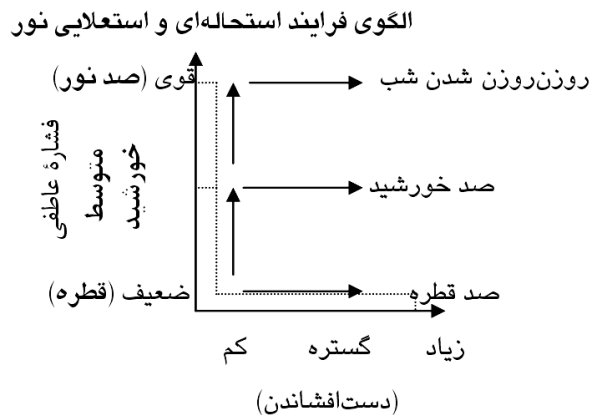 الگوی فرایند استحاله‌ای و استعلایی نور
قوی (صد نور)
روزن‌روزن شدن شب
فشارهٔ عاطفی
متوسط
خورشید
صد خورشید
ضعیف (قطره)
صد قطره
کم
گستره
زیاد
(دست‌افشاندن)